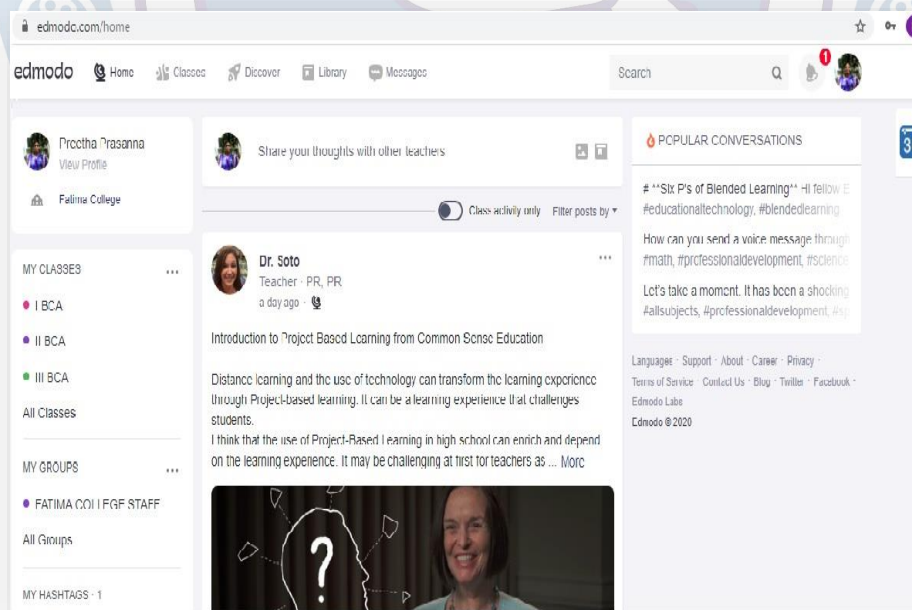 edmodo.com/home
edmodo Home Classes Discover Library Messages Search 1
Preetha Prasanna
View Profile
Fatima College
MY CLASSES
I BCA
II BCA
III BCA
All Classes
MY GROUPS
FATIMA COLLEGE STAFF
All Groups
MY HASHTAGS · 1
Share your thoughts with other teachers
Class activity only Filter posts by
Dr. Soto
Teacher · PR, PR
a day ago ·
Introduction to Project Based Learning from Common Sense Education
Distance learning and the use of technology can transform the learning experience
through Project-based learning. It can be a learning experience that challenges
students.
I think that the use of Project-Based Learning in high school can enrich and depend
on the learning experience. It may be challenging at first for teachers as ... More
?
POPULAR CONVERSATIONS
# **Six P's of Blended Learning** Hi fellow E
#educationaltechnology, #blendedlearning
How can you send a voice message through
#math, #professionaldevelopment, #science
Let's take a moment. It has been a shocking
#allsubjects, #professionaldevelopment, #sp
Languages · Support · About · Career · Privacy ·
Terms of Service · Contact Us · Blog · Twitter · Facebook ·
Edmodo Labs
Edmodo © 2020
3